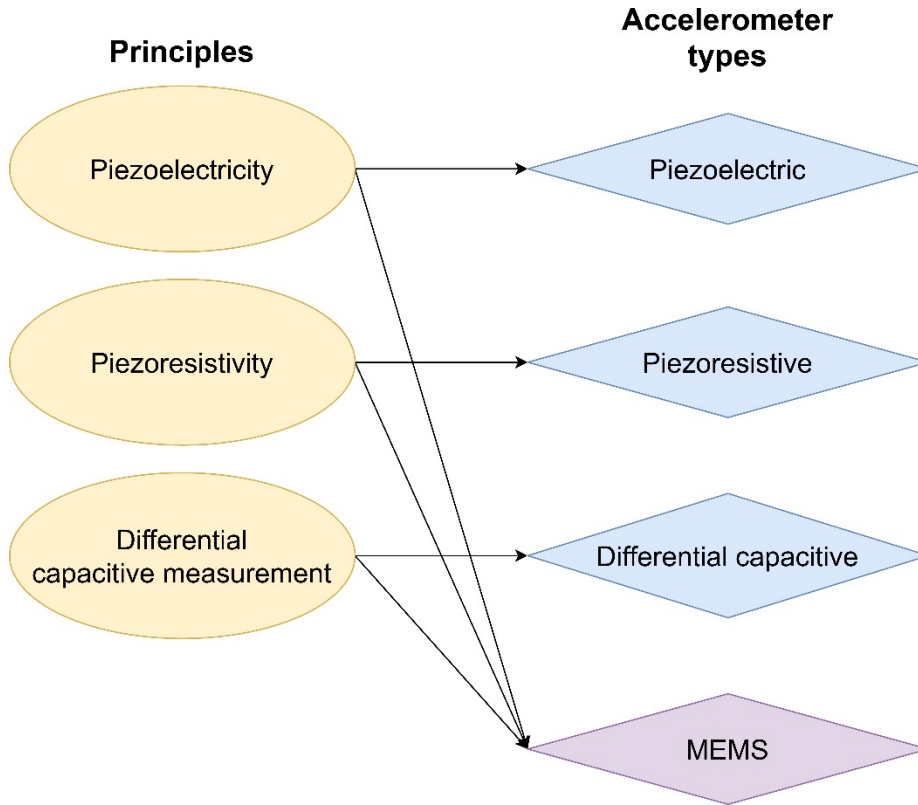 Principles
Accelerometer
types
Piezoelectricity
Piezoelectric
Piezoresistivity
Piezoresistive
Differential
capacitive measurement
Differential capacitive
MEMS